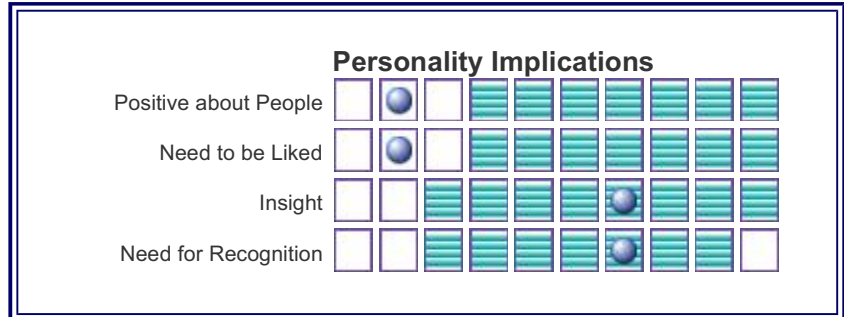 Personality Implications
Positive about People
Need to be Liked
Insight
Need for Recognition